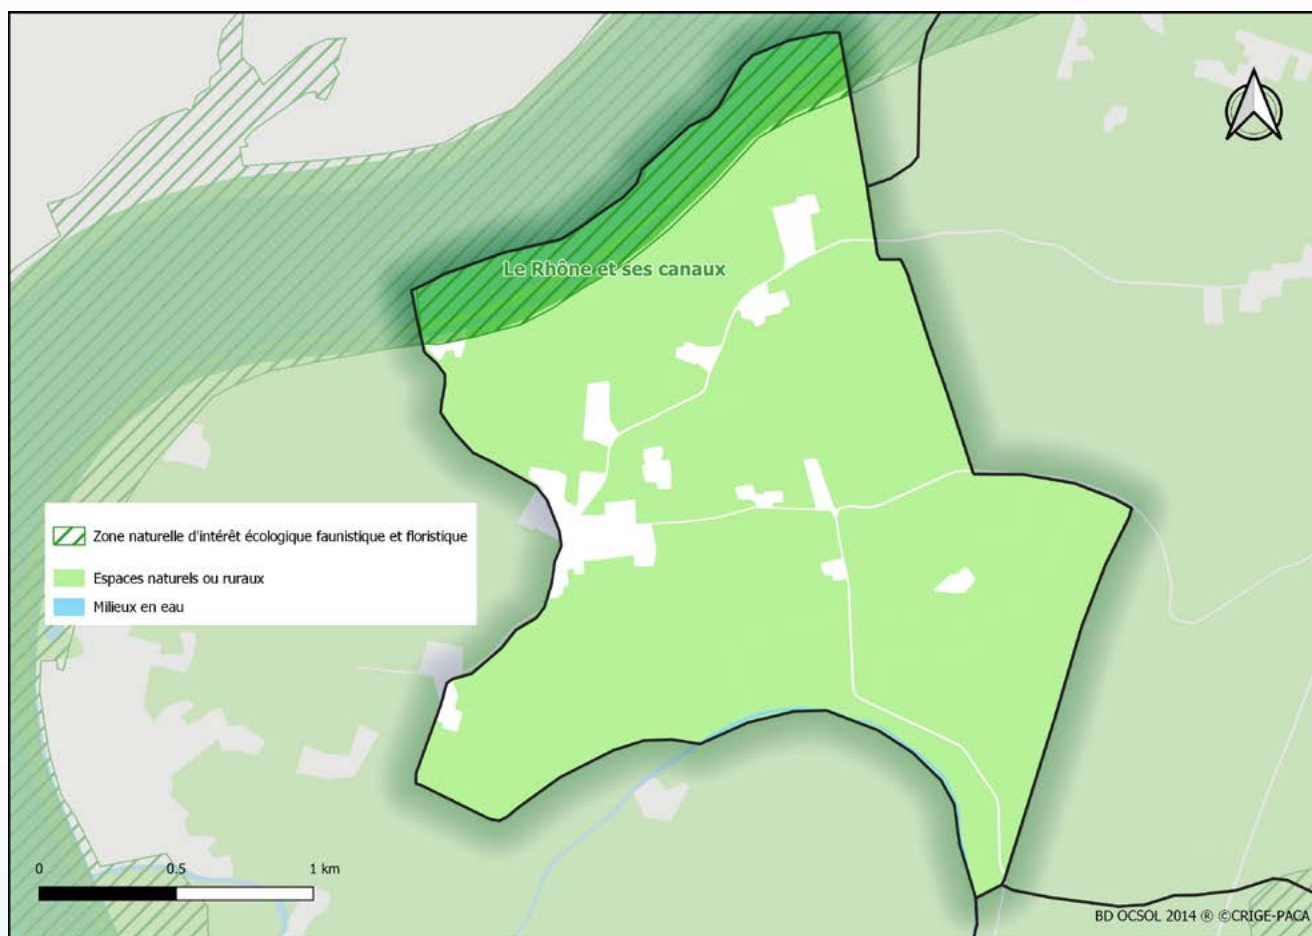 Le Rhône et ses canaux
Zone naturelle d'intérêt écologique faunistique et floristique
Espaces naturels ou ruraux
Milieux en eau
0 0.5 1 km
BD OCSOL 2014 ® ©CRIGE-PACA